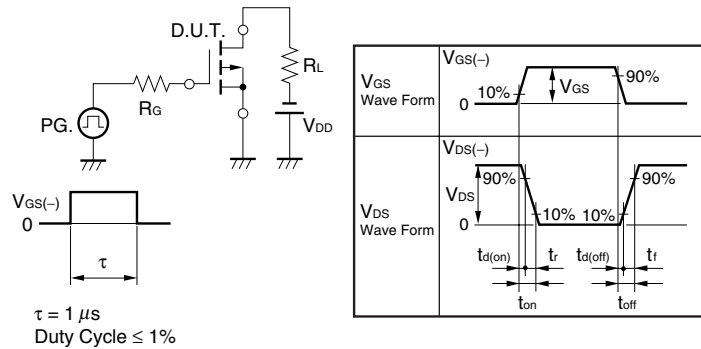 D.U.T.
RL
RG
PG.
VDD
VGS(−)
0
τ
τ = 1 μs
Duty Cycle ≤ 1%
VGS
Wave Form
VGS(−)
10%
VGS
90%
0
VDS
Wave Form
VDS(−)
90%
90%
VDS
10%
10%
0
td(on)
tr
td(off)
tf
ton
toff